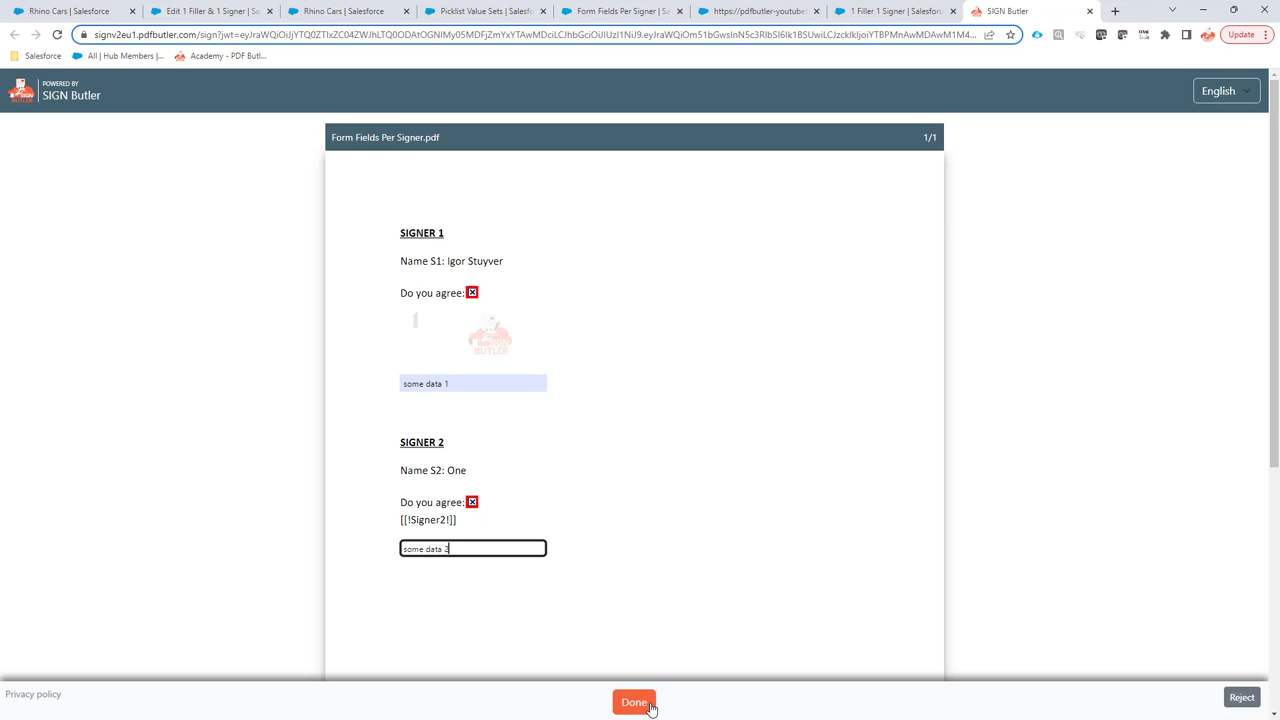 Rhino Cars | Salesforce
Edit 1 Filler & 1 Signer | Sa
Rhino Cars | Salesforce
Picklist Value Sets | Salesfo
Form Fields Per Signer | Sa
https://pdfbutler-youtube
1 Filler 1 Signer | Salesforc
SIGN Butler
Update
Salesforce
All | Hub Members |...
Academy - PDF Butl...
POWERED BY
SIGN Butler
English
Form Fields Per Signer.pdf
1/1
SIGNER 1
Name S1: Igor Stuyver
Do you agree:
1
SIGN BUTLER
some data 1
SIGNER 2
Name S2: One
Do you agree:
[[!Signer2!]]
some data 2
Privacy policy
Done
Reject